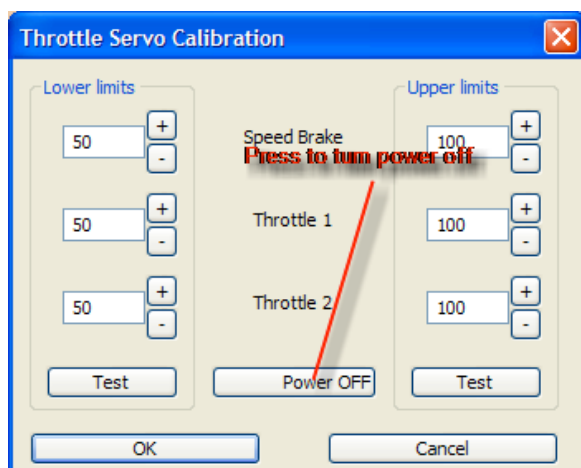 Throttle Servo Calibration
Lower limits
Upper limits
50
+
-
Speed Brake
100
+
-
Press to turn power off
50
+
-
Throttle 1
100
+
-
50
+
-
Throttle 2
100
+
-
Test
Power OFF
Test
OK
Cancel